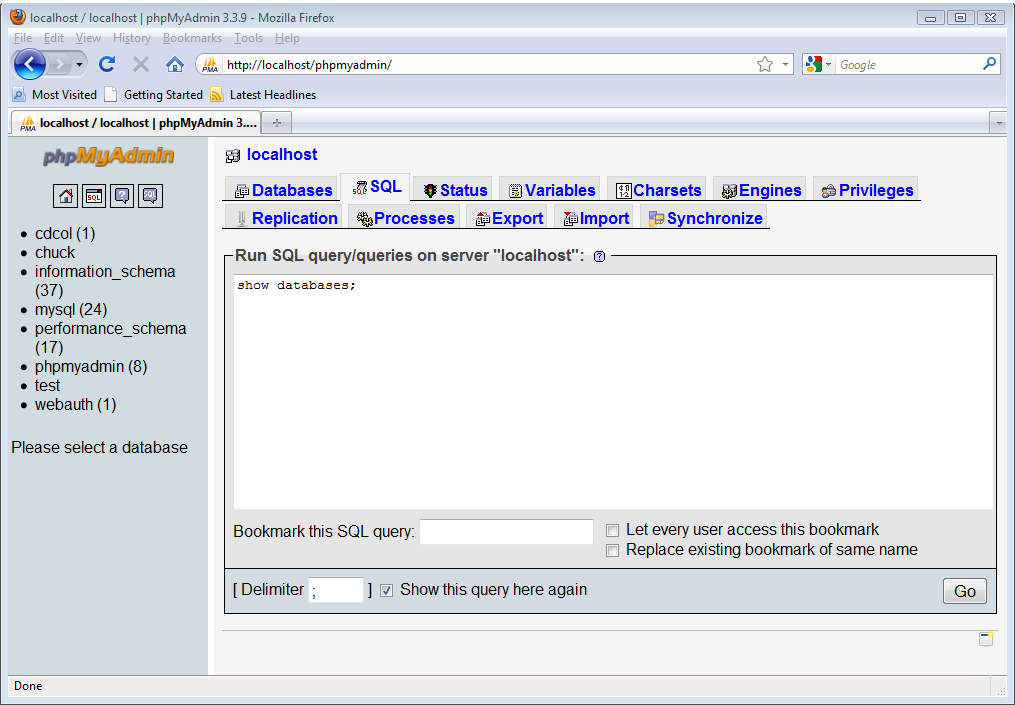 localhost / localhost | phpMyAdmin 3.3.9 - Mozilla Firefox
File Edit View History Bookmarks Tools Help
PMA http://localhost/phpmyadmin/ Google
Most Visited Getting Started Latest Headlines
PMA localhost / localhost | phpMyAdmin 3....
phpMyAdmin
SQL SQL
cdcol (1)
chuck
information_schema
(37)
mysql (24)
performance_schema
(17)
phpmyadmin (8)
test
webauth (1)
Please select a database
localhost
Databases SQL Status Variables Charsets Engines Privileges
Replication Processes Export Import Synchronize
Run SQL query/queries on server "localhost":
show databases;
Bookmark this SQL query: Let every user access this bookmark
Replace existing bookmark of same name
[ Delimiter ; ] Show this query here again Go
Done